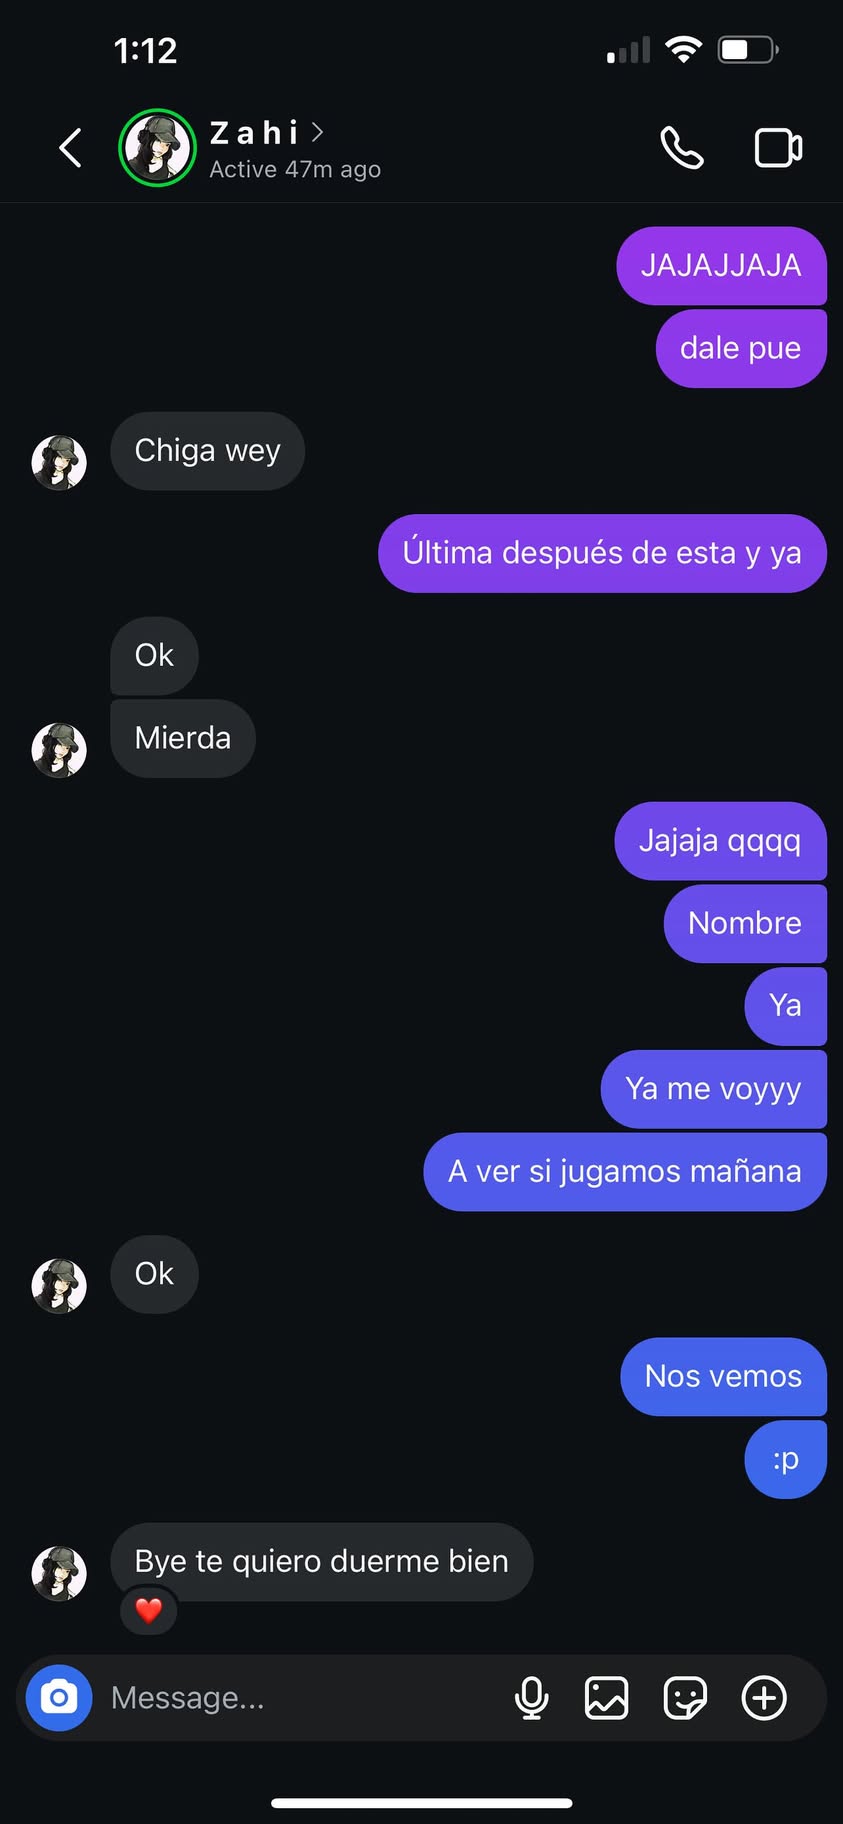 1:12
Zahi
Active 47m ago
JAJAJJAJA
dale pue
Chiga wey
Última después de esta y ya
Ok
Mierda
Jajaja qqqq
Nombre
Ya
Ya me voyyy
A ver si jugamos mañana
Ok
Nos vemos
:p
Bye te quiero duerme bien
Message...